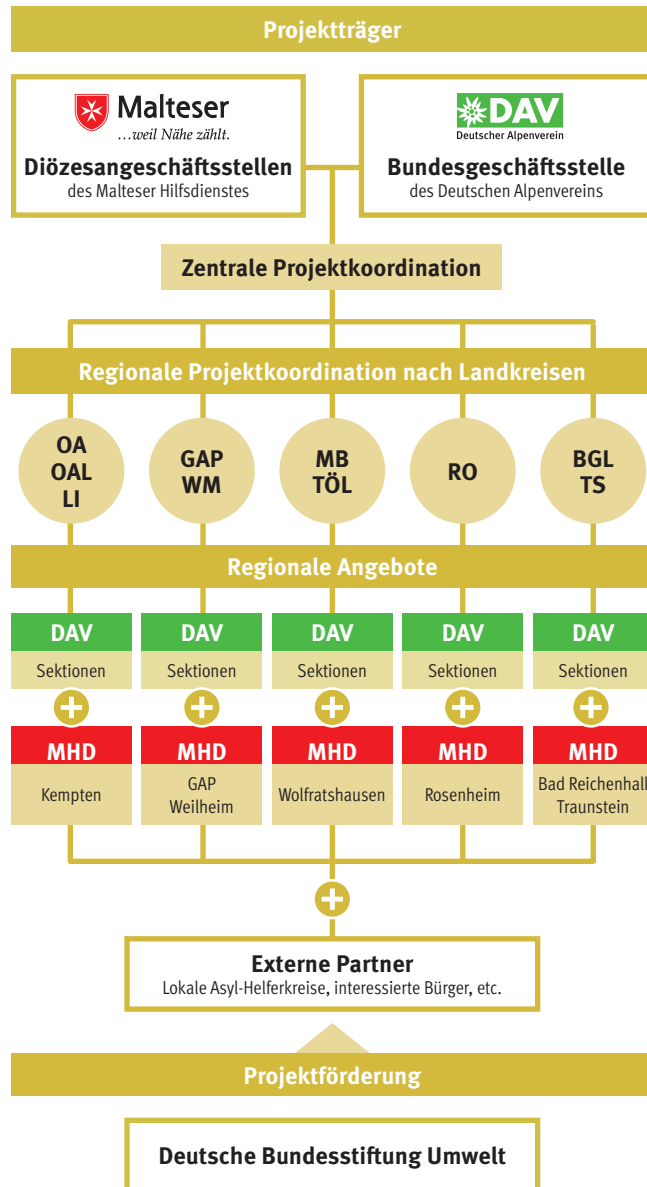 Projektträger
Malteser
...weil Nähe zählt.
Diözesangeschäftsstellen
des Malteser Hilfsdienstes
DAV
Deutscher Alpenverein
Bundesgeschäftsstelle
des Deutschen Alpenvereins
Zentrale Projektkoordination
Regionale Projektkoordination nach Landkreisen
OA
OAL
LI
GAP
WM
MB
TÖL
RO
BGL
TS
Regionale Angebote
DAV
Sektionen
DAV
Sektionen
DAV
Sektionen
DAV
Sektionen
DAV
Sektionen
+
+
+
+
+
MHD
Kempten
MHD
GAP
Weilheim
MHD
Wolfratshausen
MHD
Rosenheim
MHD
Bad Reichenhall
Traunstein
+
Externe Partner
Lokale Asyl-Helferkreise, interessierte Bürger, etc.
Projektförderung
Deutsche Bundesstiftung Umwelt